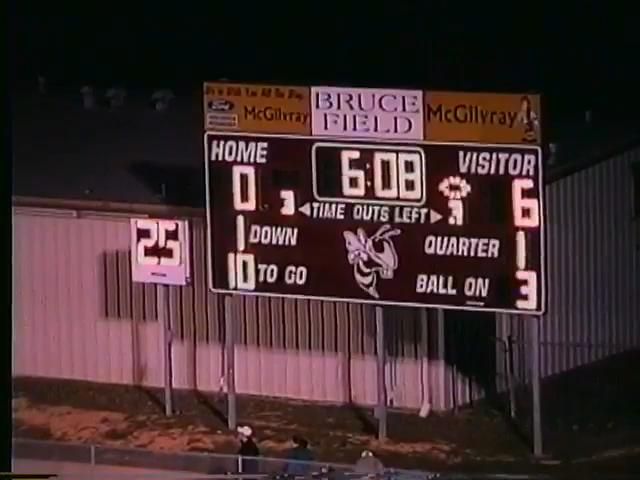 Ford
McGilvray
BRUCE
FIELD
McGilvray
HOME
6:08
VISITOR
0
3
◀TIME OUTS LEFT▶
3
6
1 DOWN
QUARTER 1
10 TO GO
BALL ON 3
25